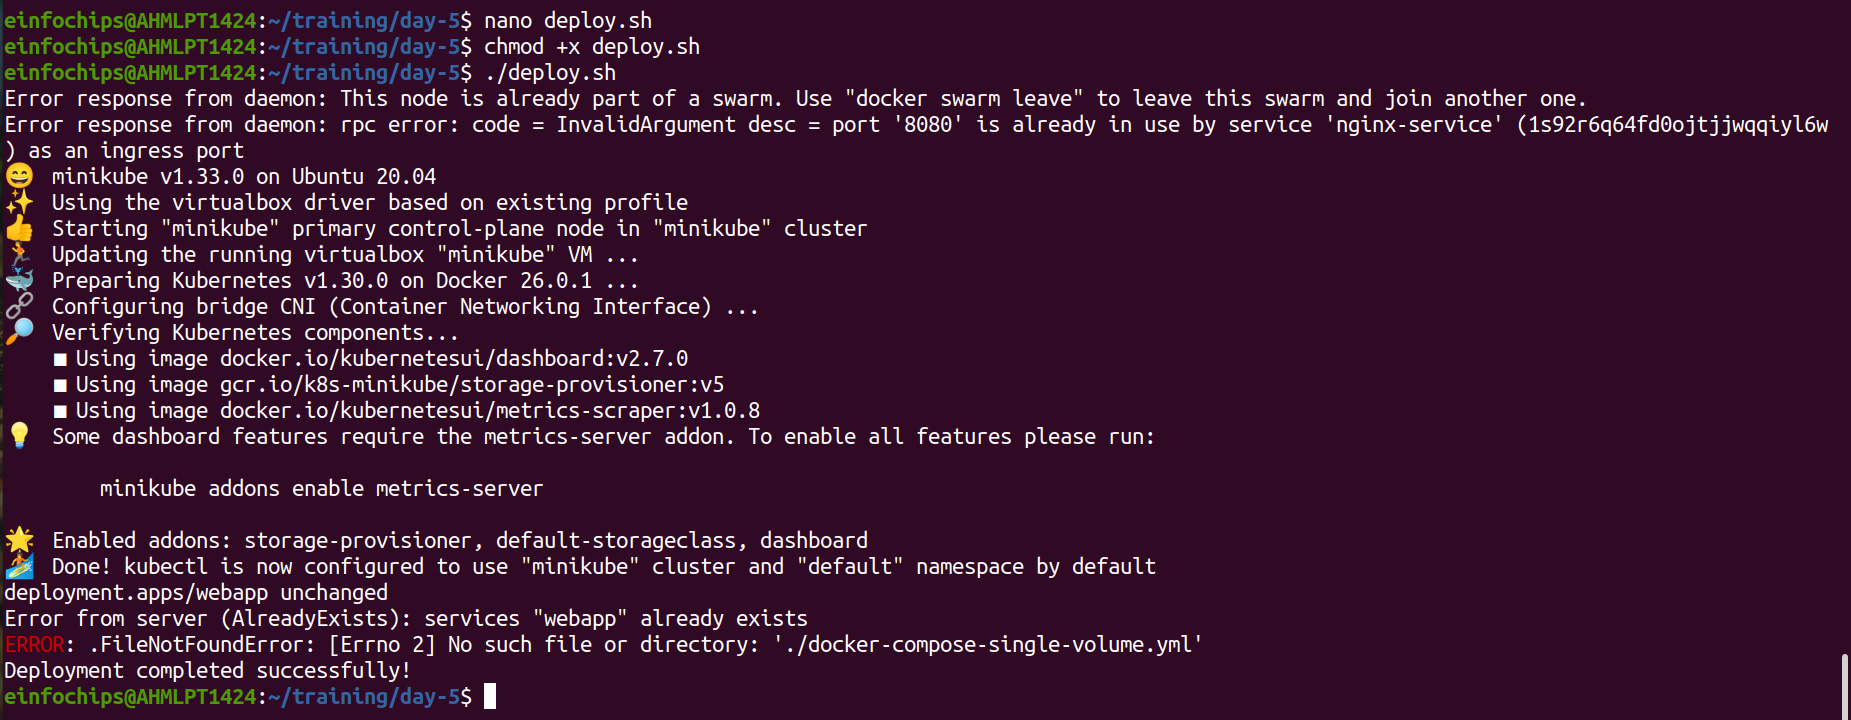 einfochips@AHMLPT1424:~/training/day-5$ nano deploy.sh
einfochips@AHMLPT1424:~/training/day-5$ chmod +x deploy.sh
einfochips@AHMLPT1424:~/training/day-5$ ./deploy.sh
Error response from daemon: This node is already part of a swarm. Use "docker swarm leave" to leave this swarm and join another one.
Error response from daemon: rpc error: code = InvalidArgument desc = port '8080' is already in use by service 'nginx-service' (1s92r6q64fd0ojtjjwqqiyl6w
) as an ingress port
😄 minikube v1.33.0 on Ubuntu 20.04
✨ Using the virtualbox driver based on existing profile
👍 Starting "minikube" primary control-plane node in "minikube" cluster
🏃 Updating the running virtualbox "minikube" VM ...
🐳 Preparing Kubernetes v1.30.0 on Docker 26.0.1 ...
🔗 Configuring bridge CNI (Container Networking Interface) ...
🔎 Verifying Kubernetes components...
■ Using image docker.io/kubernetesui/dashboard:v2.7.0
■ Using image gcr.io/k8s-minikube/storage-provisioner:v5
■ Using image docker.io/kubernetesui/metrics-scraper:v1.0.8
💡 Some dashboard features require the metrics-server addon. To enable all features please run:
minikube addons enable metrics-server
🌟 Enabled addons: storage-provisioner, default-storageclass, dashboard
🏄 Done! kubectl is now configured to use "minikube" cluster and "default" namespace by default
deployment.apps/webapp unchanged
Error from server (AlreadyExists): services "webapp" already exists
ERROR: .FileNotFoundError: [Errno 2] No such file or directory: './docker-compose-single-volume.yml'
Deployment completed successfully!
einfochips@AHMLPT1424:~/training/day-5$